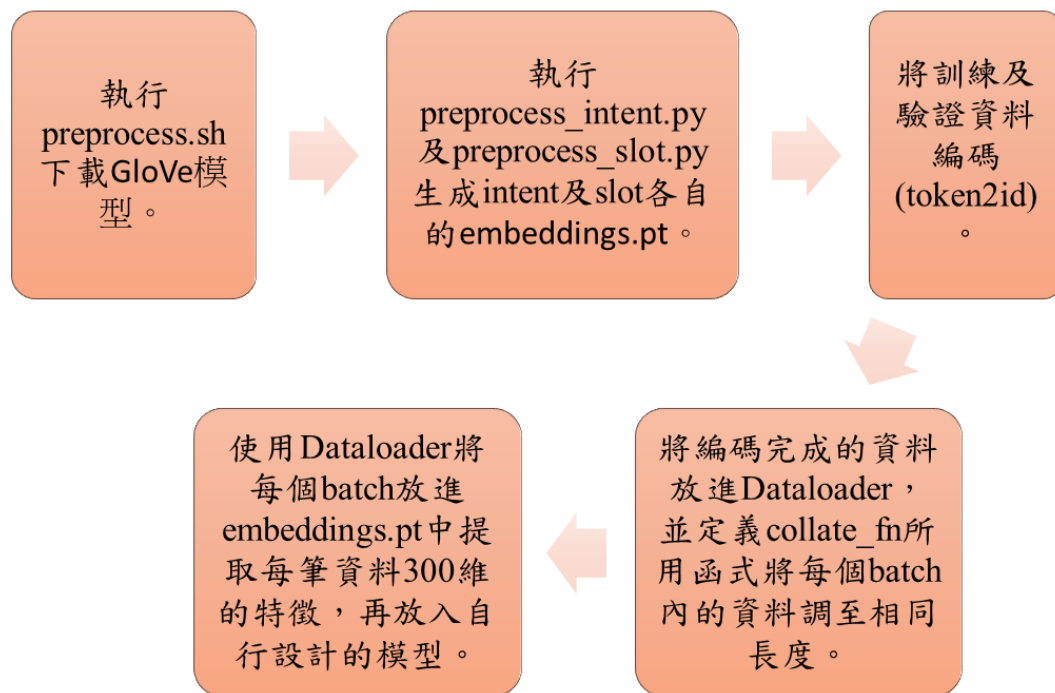 執行
preprocess.sh
下載GloVe模
型。
執行
preprocess_intent.py
及preprocess_slot.py
生成intent及slot各自
的embeddings.pt。
將訓練及
驗證資料
編碼
(token2id)
。
將編碼完成的資料
放進Dataloader，
並定義collate_fn所
用函式將每個batch
內的資料調至相同
長度。
使用Dataloader將
每個batch放進
embeddings.pt中提
取每筆資料300維
的特徵，再放入自
行設計的模型。